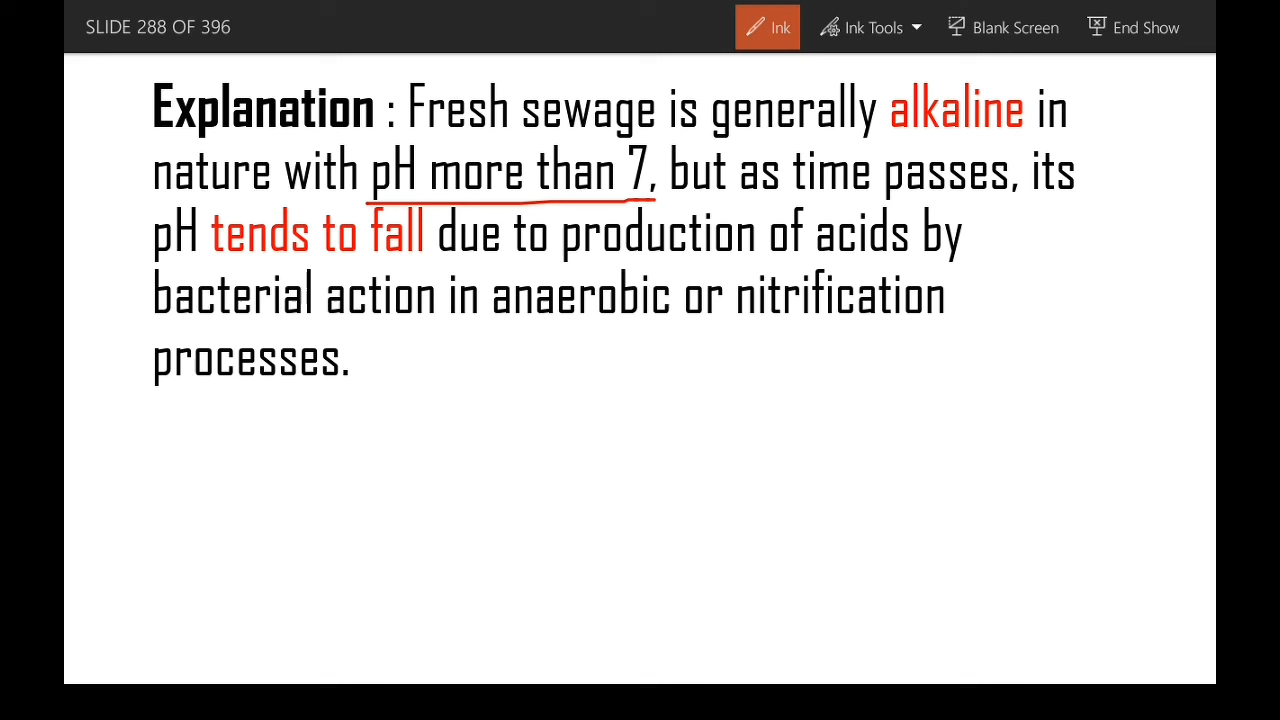 SLIDE 288 OF 396
Ink Ink Tools Blank Screen End Show
Explanation : Fresh sewage is generally alkaline in
nature with pH more than 7, but as time passes, its
pH tends to fall due to production of acids by
bacterial action in anaerobic or nitrification
processes.